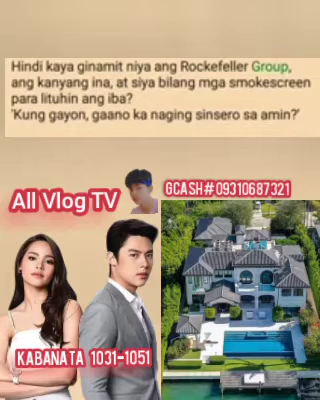 Hindi kaya ginamit niya ang Rockefeller Group,
ang kanyang ina, at siya bilang mga smokescreen
para lituhin ang iba?
'Kung gayon, gaano ka naging sinsero sa amin?'
All Vlog TV
GCASH#09310687321
KABANATA 1031-1051